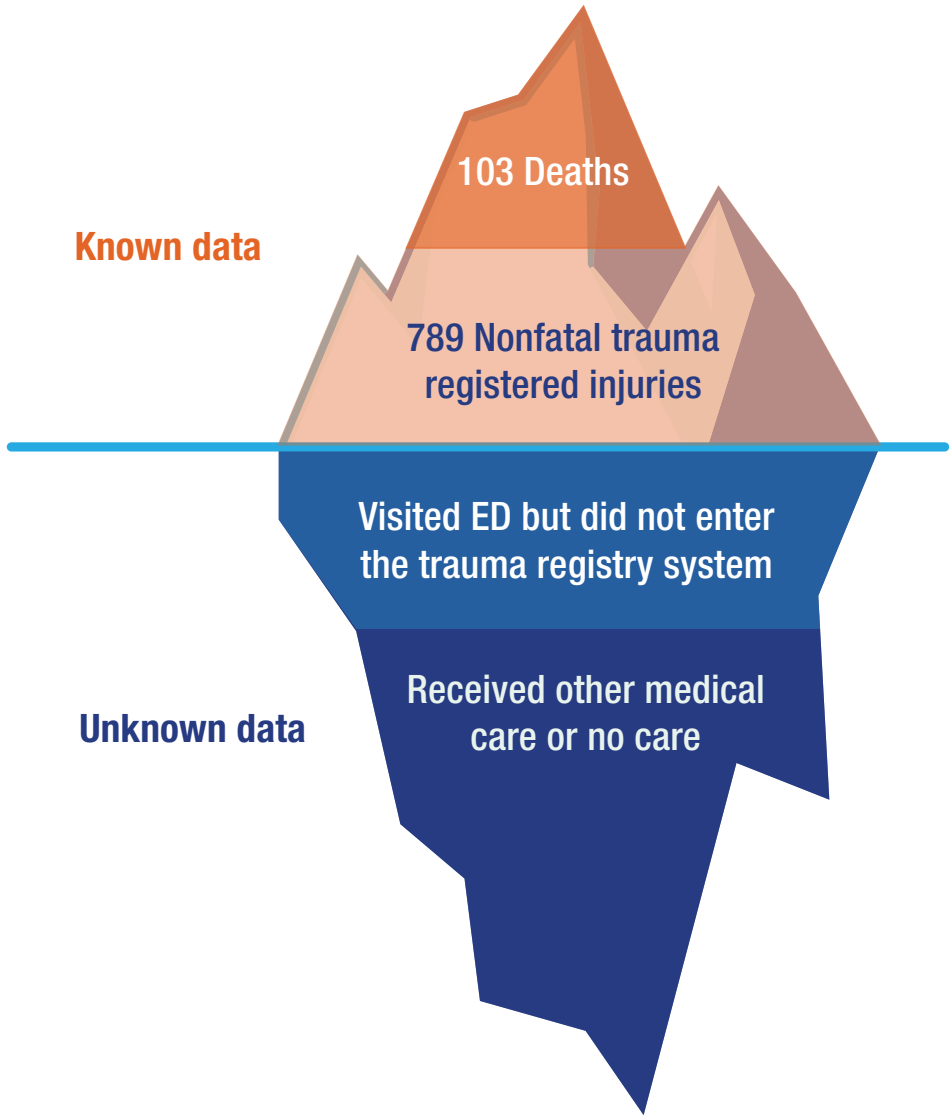 103 Deaths
Known data
789 Nonfatal trauma
registered injuries
Visited ED but did not enter
the trauma registry system
Received other medical
care or no care
Unknown data